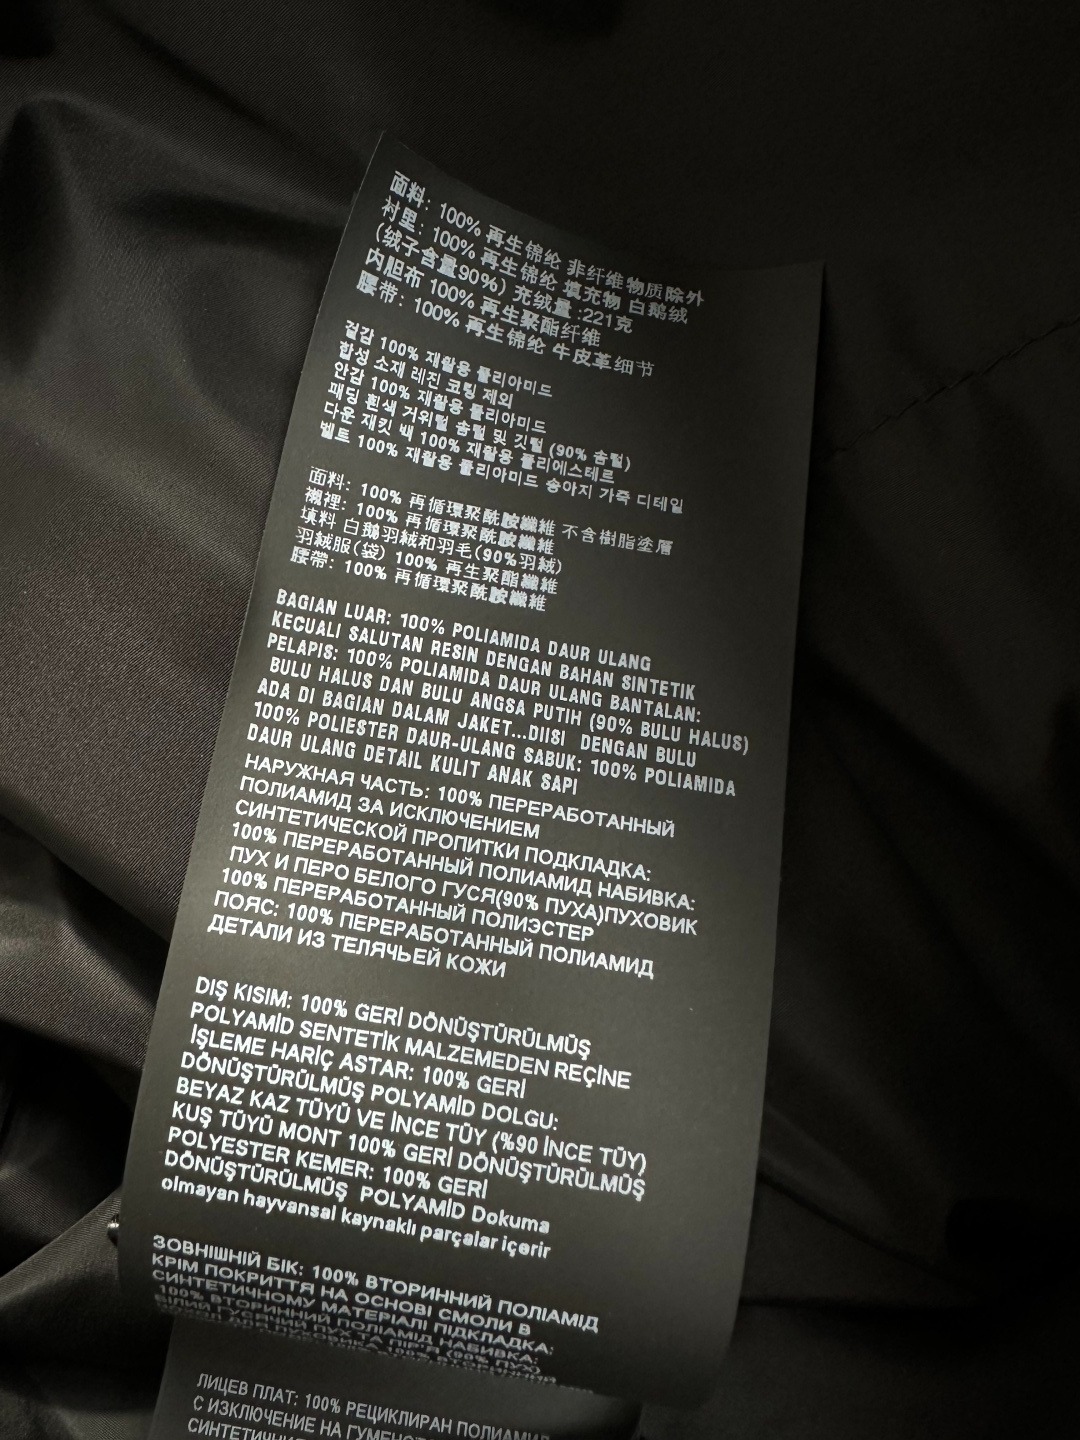 面料: 100% 再生锦纶 非纤维物质除外
衬里: 100% 再生锦纶 填充物 白鹅绒
(绒子含量90%) 充绒量:221克
内胆布 100% 再生聚酯纤维
腰带: 100% 再生锦纶 牛皮革细节
겉감 100% 재활용 폴리아미드
합성 소재 레진 코팅 제외
안감 100% 재활용 폴리아미드
패딩 흰색 거위털 솜털 및 깃털 (90% 솜털)
다운 재킷 백 100% 재활용 폴리에스테르
벨트 100% 재활용 폴리아미드 송아지 가죽 디테일
面料: 100% 再循環聚酰胺纖維 不含樹脂塗層
襯裡: 100% 再循環聚酰胺纖維
填料 白鵝羽絨和羽毛(90%羽絨)
羽絨服(袋) 100% 再生聚酯纖維
腰帶: 100% 再循環聚酰胺纖維
BAGIAN LUAR: 100% POLIAMIDA DAUR ULANG
KECUALI SALUTAN RESIN DENGAN BAHAN SINTETIK
PELAPIS: 100% POLIAMIDA DAUR ULANG BANTALAN:
BULU HALUS DAN BULU ANGSA PUTIH (90% BULU HALUS)
ADA DI BAGIAN DALAM JAKET...DIISI DENGAN BULU
100% POLIESTER DAUR-ULANG SABUK: 100% POLIAMIDA
DAUR ULANG DETAIL KULIT ANAK SAPI
НАРУЖНАЯ ЧАСТЬ: 100% ПЕРЕРАБОТАННЫЙ
ПОЛИАМИД ЗА ИСКЛЮЧЕНИЕМ
СИНТЕТИЧЕСКОЙ ПРОПИТКИ ПОДКЛАДКА:
100% ПЕРЕРАБОТАННЫЙ ПОЛИАМИД НАБИВКА:
ПУХ И ПЕРО БЕЛОГО ГУСЯ(90% ПУХА)ПУХОВИК
100% ПЕРЕРАБОТАННЫЙ ПОЛИЭСТЕР
ПОЯС: 100% ПЕРЕРАБОТАННЫЙ ПОЛИАМИД
ДЕТАЛИ ИЗ ТЕЛЯЧЬЕЙ КОЖИ
DIŞ KISIM: 100% GERİ DÖNÜŞTÜRÜLMÜŞ
POLYAMİD SENTETİK MALZEMEDEN REÇİNE
İŞLEME HARİÇ ASTAR: 100% GERİ
DÖNÜŞTÜRÜLMÜŞ POLYAMİD DOLGU:
BEYAZ KAZ TÜYÜ VE İNCE TÜY (%90 İNCE TÜY)
KUŞ TÜYÜ MONT 100% GERİ DÖNÜŞTÜRÜLMÜŞ
POLYESTER KEMER: 100% GERİ
DÖNÜŞTÜRÜLMÜŞ POLYAMİD Dokuma
olmayan hayvansal kaynaklı parçalar içerir
ЗОВНІШНІЙ БІК: 100% ВТОРИННИЙ ПОЛІАМІД
КРІМ ПОКРИТТЯ НА ОСНОВІ СМОЛИ В
СИНТЕТИЧНОМУ МАТЕРІАЛІ ПІДКЛАДКА:
100% ВТОРИННИЙ ПОЛІАМІД НАБИВКА:
БІЛИЙ ГУСЯЧИЙ ПУХ ТА ПІР'Я (90% ПУХ)
ЛИЦЕВ ПЛАТ: 100% РЕЦИКЛИРАН ПОЛИАМИД
С ИЗКЛЮЧЕНИЕ НА